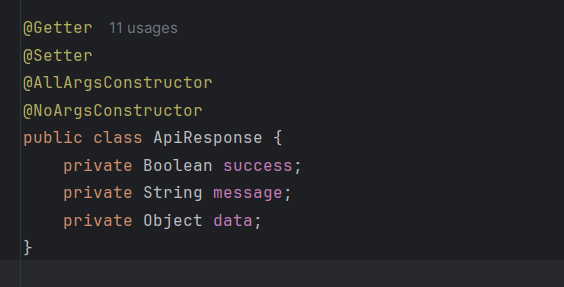 @Getter 11 usages
@Setter
@AllArgsConstructor
@NoArgsConstructor
public class ApiResponse {
    private Boolean success;
    private String message;
    private Object data;
}